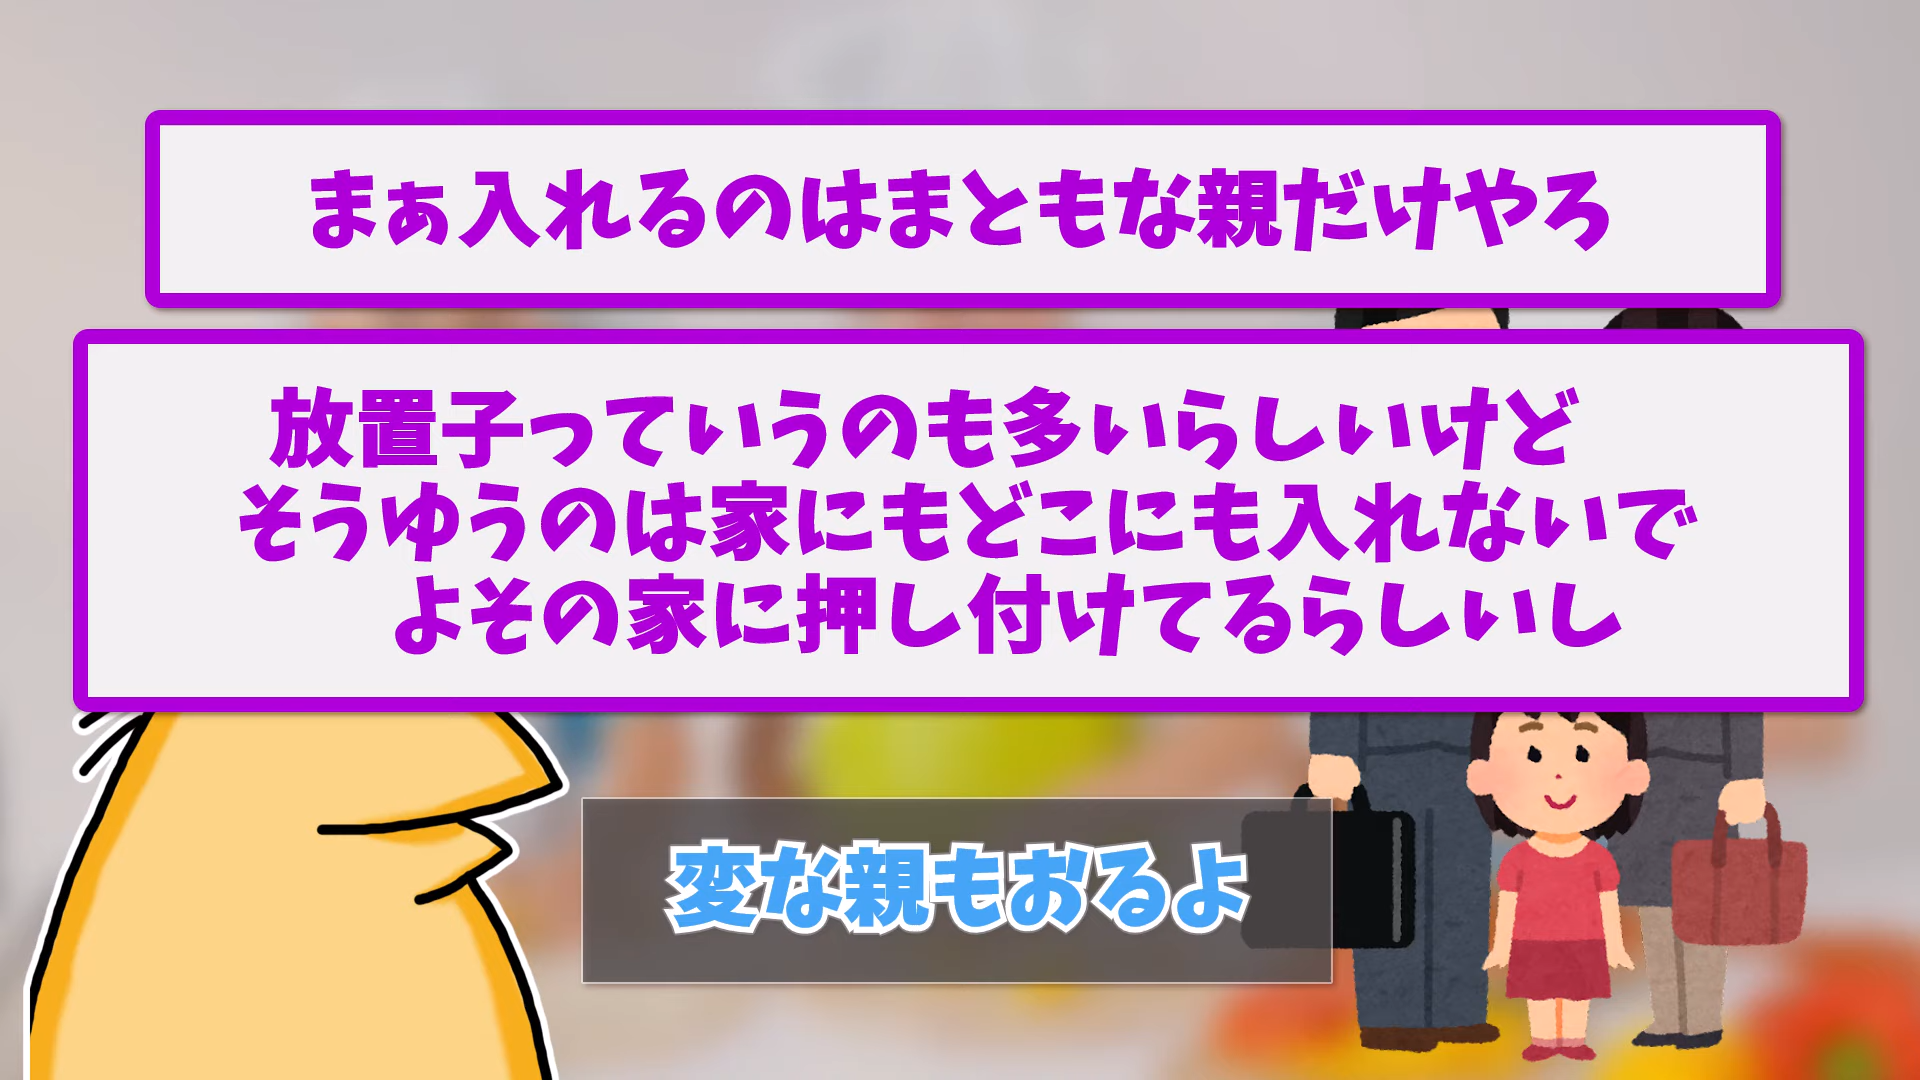 まぁ入れるのはまともな親だけやろ
放置子っていうのも多いらしいけど
そうゆうのは家にもどこにも入れないで
よその家に押し付けてるらしいし
変な親もおるよ